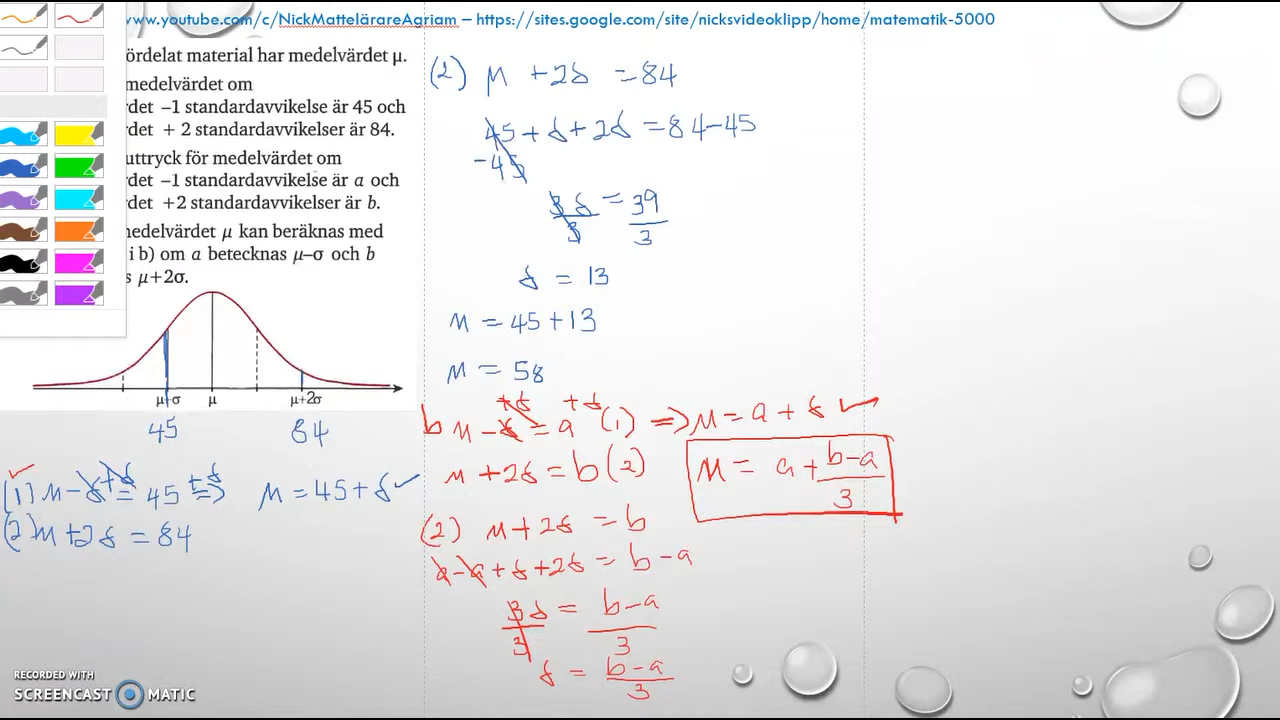 www.youtube.com/c/NickMattelärareAgriam – https://sites.google.com/site/nicksvideoklipp/home/matematik-5000
ördelat material har medelvärdet μ.
medelvärdet om
rdet −1 standardavvikelse är 45 och
rdet + 2 standardavvikelser är 84.
uttryck för medelvärdet om
rdet −1 standardavvikelse är a och
rdet +2 standardavvikelser är b.
medelvärdet μ kan beräknas med
i b) om a betecknas μ−σ och b
s μ+2σ.
μ+σ μ μ+2σ
45 84
(1) μ − σ + σ = 45 + σ => μ = 45 + σ ✓
(2) μ + 2σ = 84
(2) μ + 2σ = 84
45 + σ + 2σ = 84 − 45
−45
3σ/3 = 39/3
σ = 13
μ = 45 + 13
μ = 58
+σ +σ
b μ − σ = a (1) => μ = a + σ ✓
μ + 2σ = b (2)
μ = a + (b−a)/3
(2) μ + 2σ = b
a − a + σ + 2σ = b − a
3σ/3 = (b−a)/3
σ = (b−a)/3
RECORDED WITH
SCREENCAST MATIC